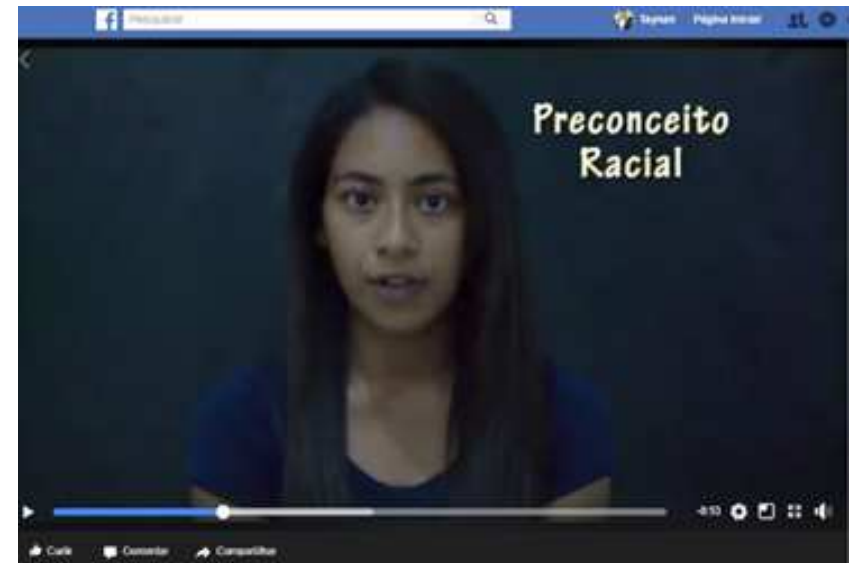 f Pesquisar
Página Inicial
Preconceito
Racial
Curtir Comentar Compartilhar